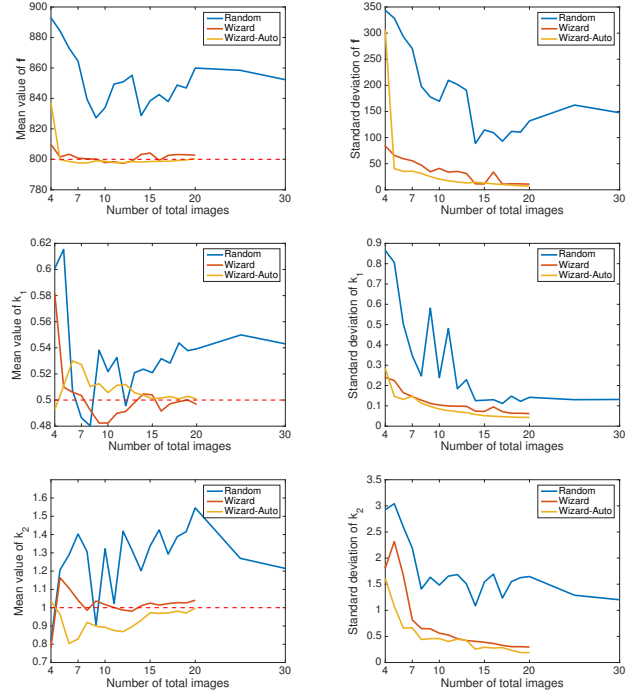 900
880
860
840
820
800
780
Mean value of f
4 7 10 15 20 30
Number of total images
Random
Wizard
Wizard-Auto
350
300
250
200
150
100
50
0
Standard deviation of f
4 7 10 15 20 30
Number of total images
Random
Wizard
Wizard-Auto
0.62
0.6
0.58
0.56
0.54
0.52
0.5
0.48
Mean value of k1
4 7 10 15 20 30
Number of total images
Random
Wizard
Wizard-Auto
0.9
0.8
0.7
0.6
0.5
0.4
0.3
0.2
0.1
0
Standard deviation of k1
4 7 10 15 20 30
Number of total images
Random
Wizard
Wizard-Auto
1.6
1.5
1.4
1.3
1.2
1.1
1
0.9
0.8
0.7
Mean value of k2
4 7 10 15 20 30
Number of total images
Random
Wizard
Wizard-Auto
3.5
3
2.5
2
1.5
1
0.5
0
Standard deviation of k2
4 7 10 15 20 30
Number of total images
Random
Wizard
Wizard-Auto